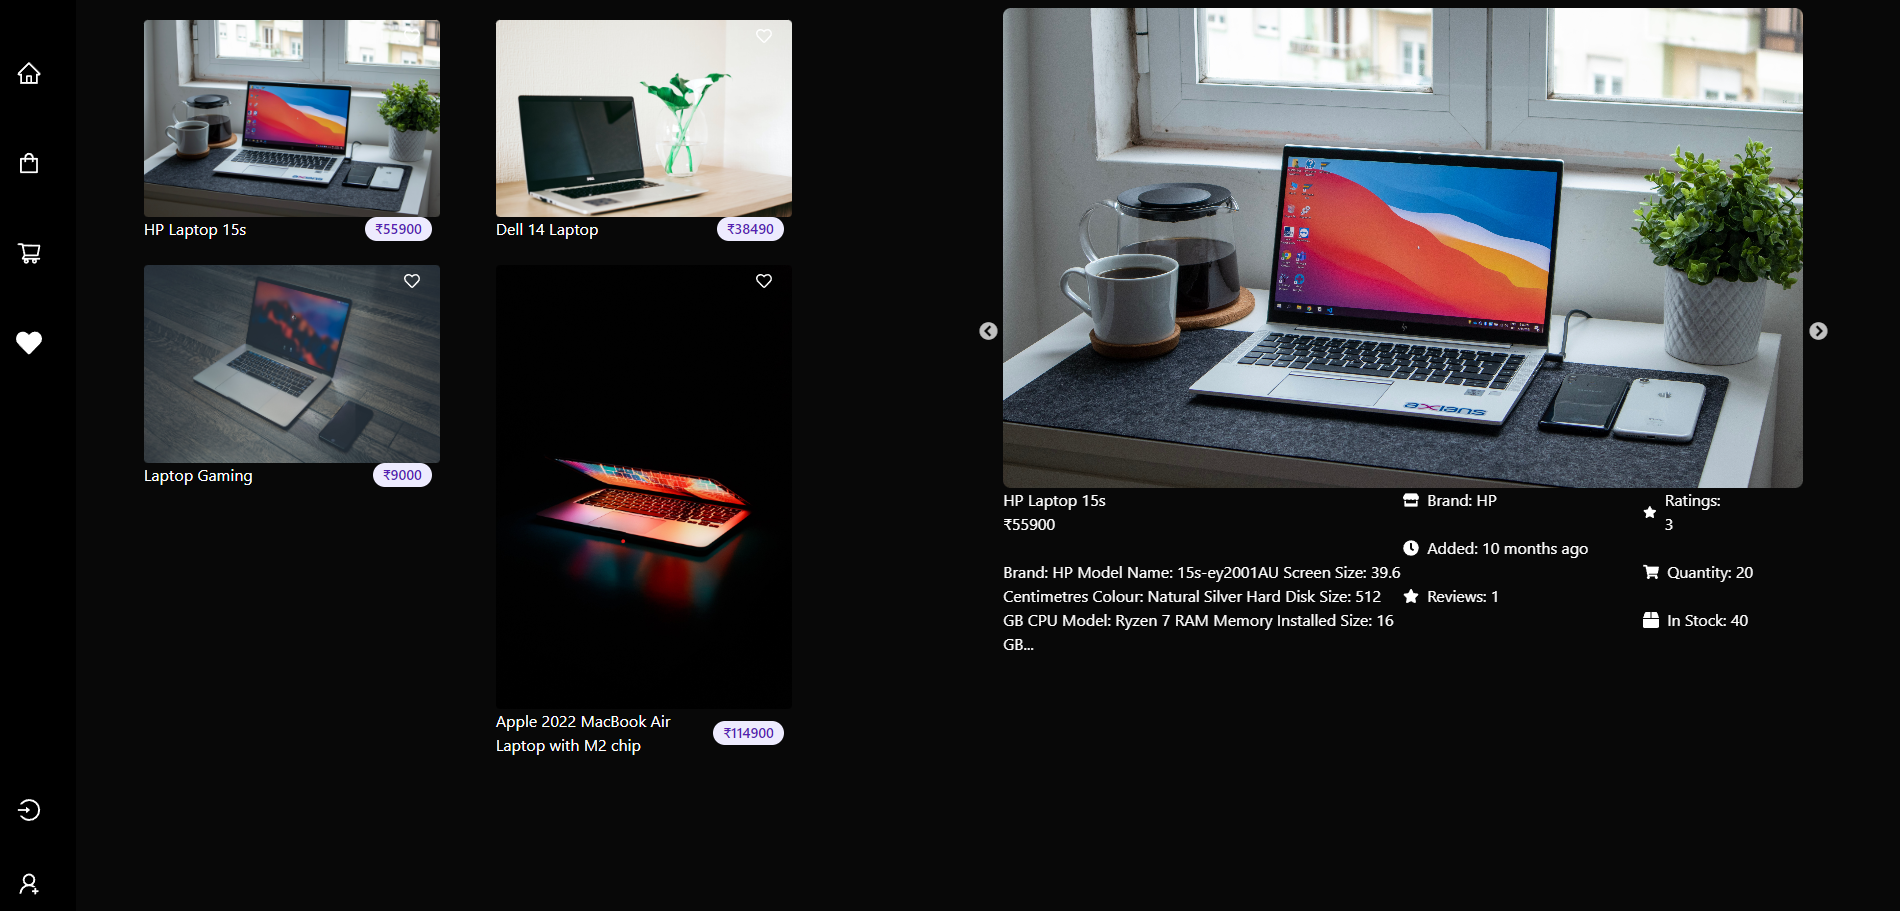 HP Laptop 15s
₹55900
Dell 14 Laptop
₹38490
Laptop Gaming
₹9000
Apple 2022 MacBook Air
Laptop with M2 chip
₹114900
axians
HP Laptop 15s
₹55900
Brand: HP Model Name: 15s-ey2001AU Screen Size: 39.6
Centimetres Colour: Natural Silver Hard Disk Size: 512
GB CPU Model: Ryzen 7 RAM Memory Installed Size: 16
GB...
Brand: HP
Added: 10 months ago
Reviews: 1
Ratings:
3
Quantity: 20
In Stock: 40